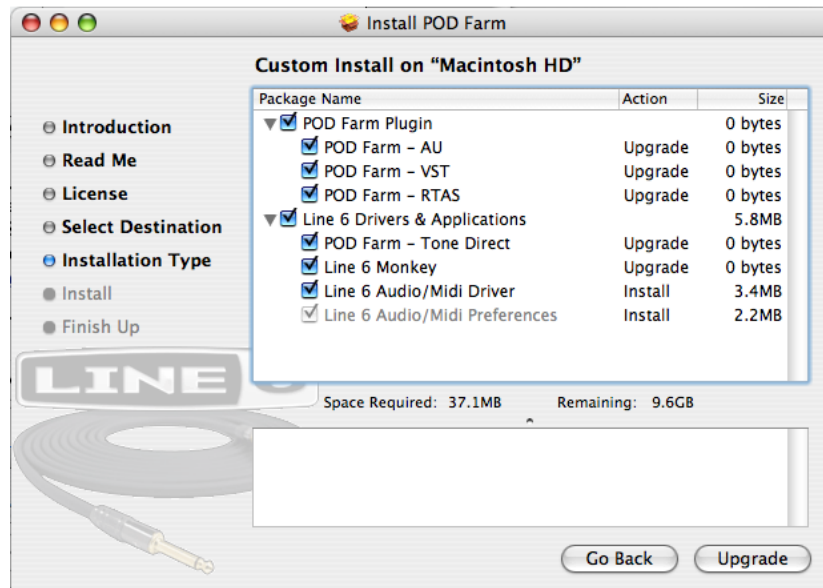 Install POD Farm
Custom Install on “Macintosh HD”
Introduction
Read Me
License
Select Destination
Installation Type
Install
Finish Up
Package Name Action Size
POD Farm Plugin 0 bytes
POD Farm – AU Upgrade 0 bytes
POD Farm – VST Upgrade 0 bytes
POD Farm – RTAS Upgrade 0 bytes
Line 6 Drivers & Applications 5.8MB
POD Farm – Tone Direct Upgrade 0 bytes
Line 6 Monkey Upgrade 0 bytes
Line 6 Audio/Midi Driver Install 3.4MB
Line 6 Audio/Midi Preferences Install 2.2MB
LINE 6
Space Required: 37.1MB Remaining: 9.6GB
Go Back Upgrade